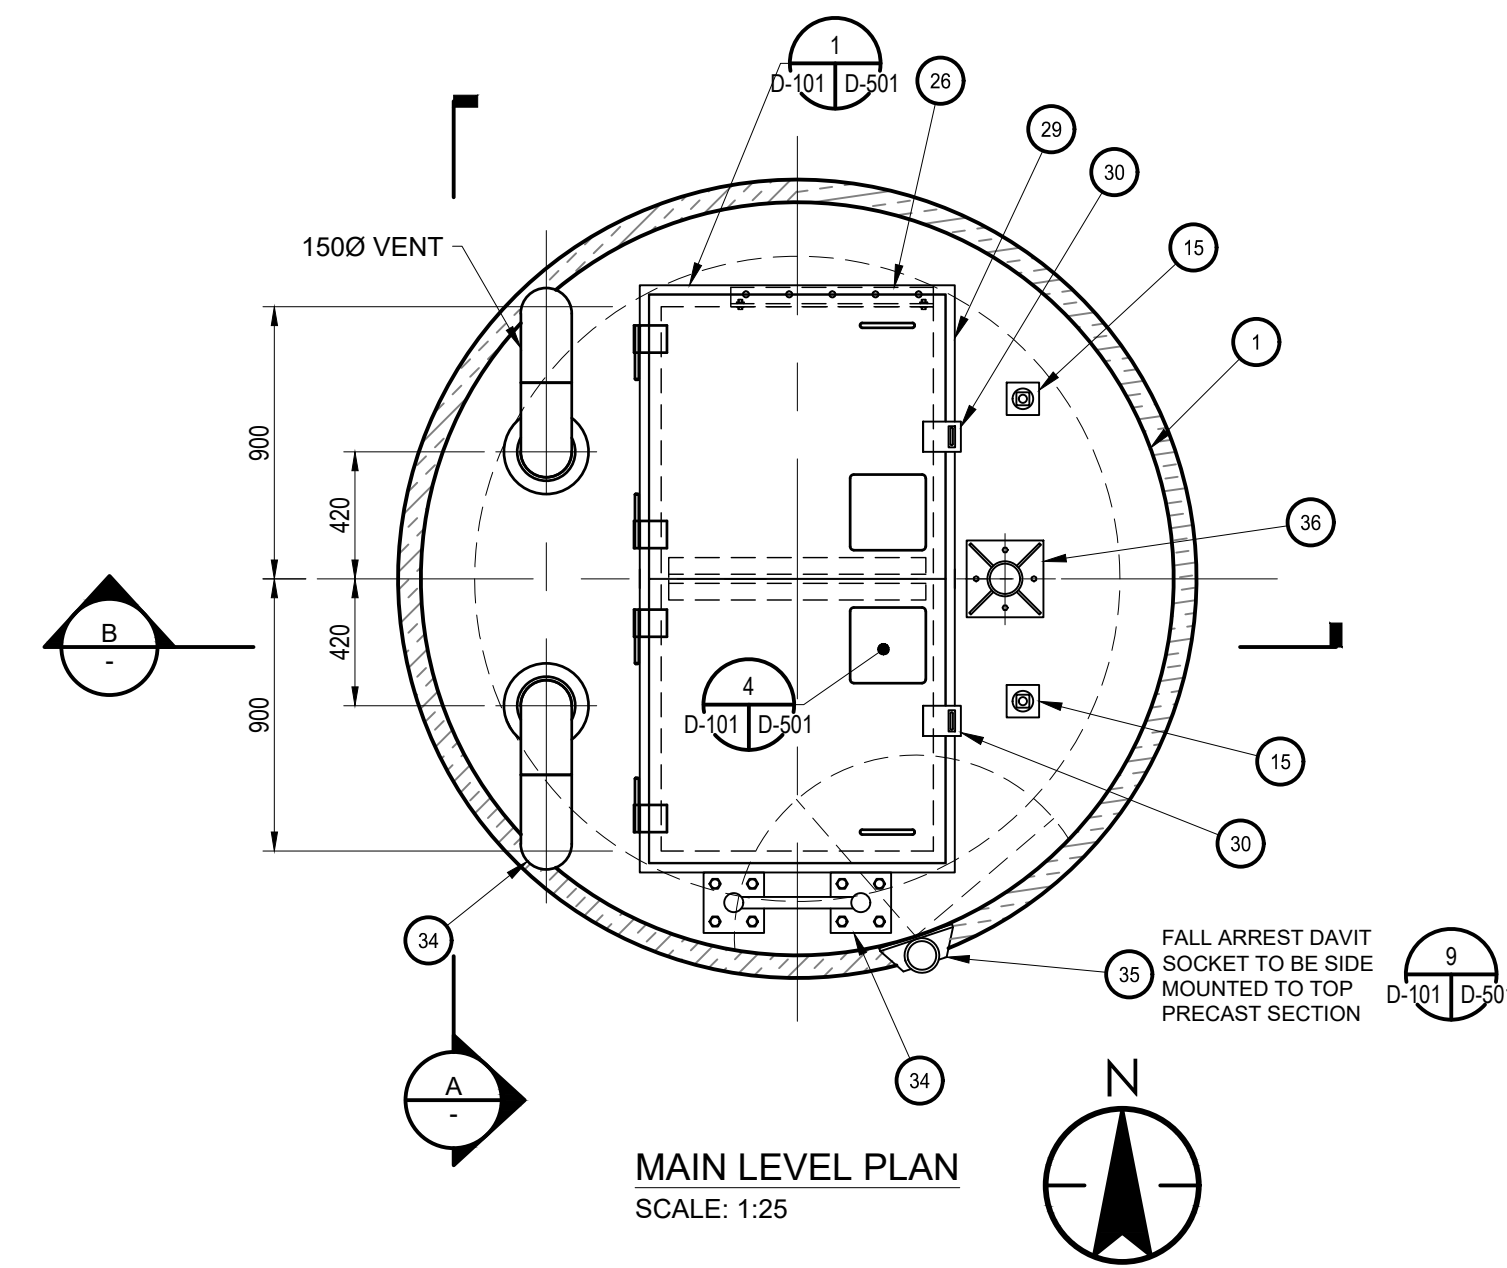 1
D-101 D-501
26
29
30
150Ø VENT
15
1
900
420
36
B
-
420
4
D-101 D-501
900
15
30
34
35
FALL ARREST DAVIT
SOCKET TO BE SIDE
MOUNTED TO TOP
PRECAST SECTION
9
D-101 D-50
34
A
-
N
MAIN LEVEL PLAN
SCALE: 1:25